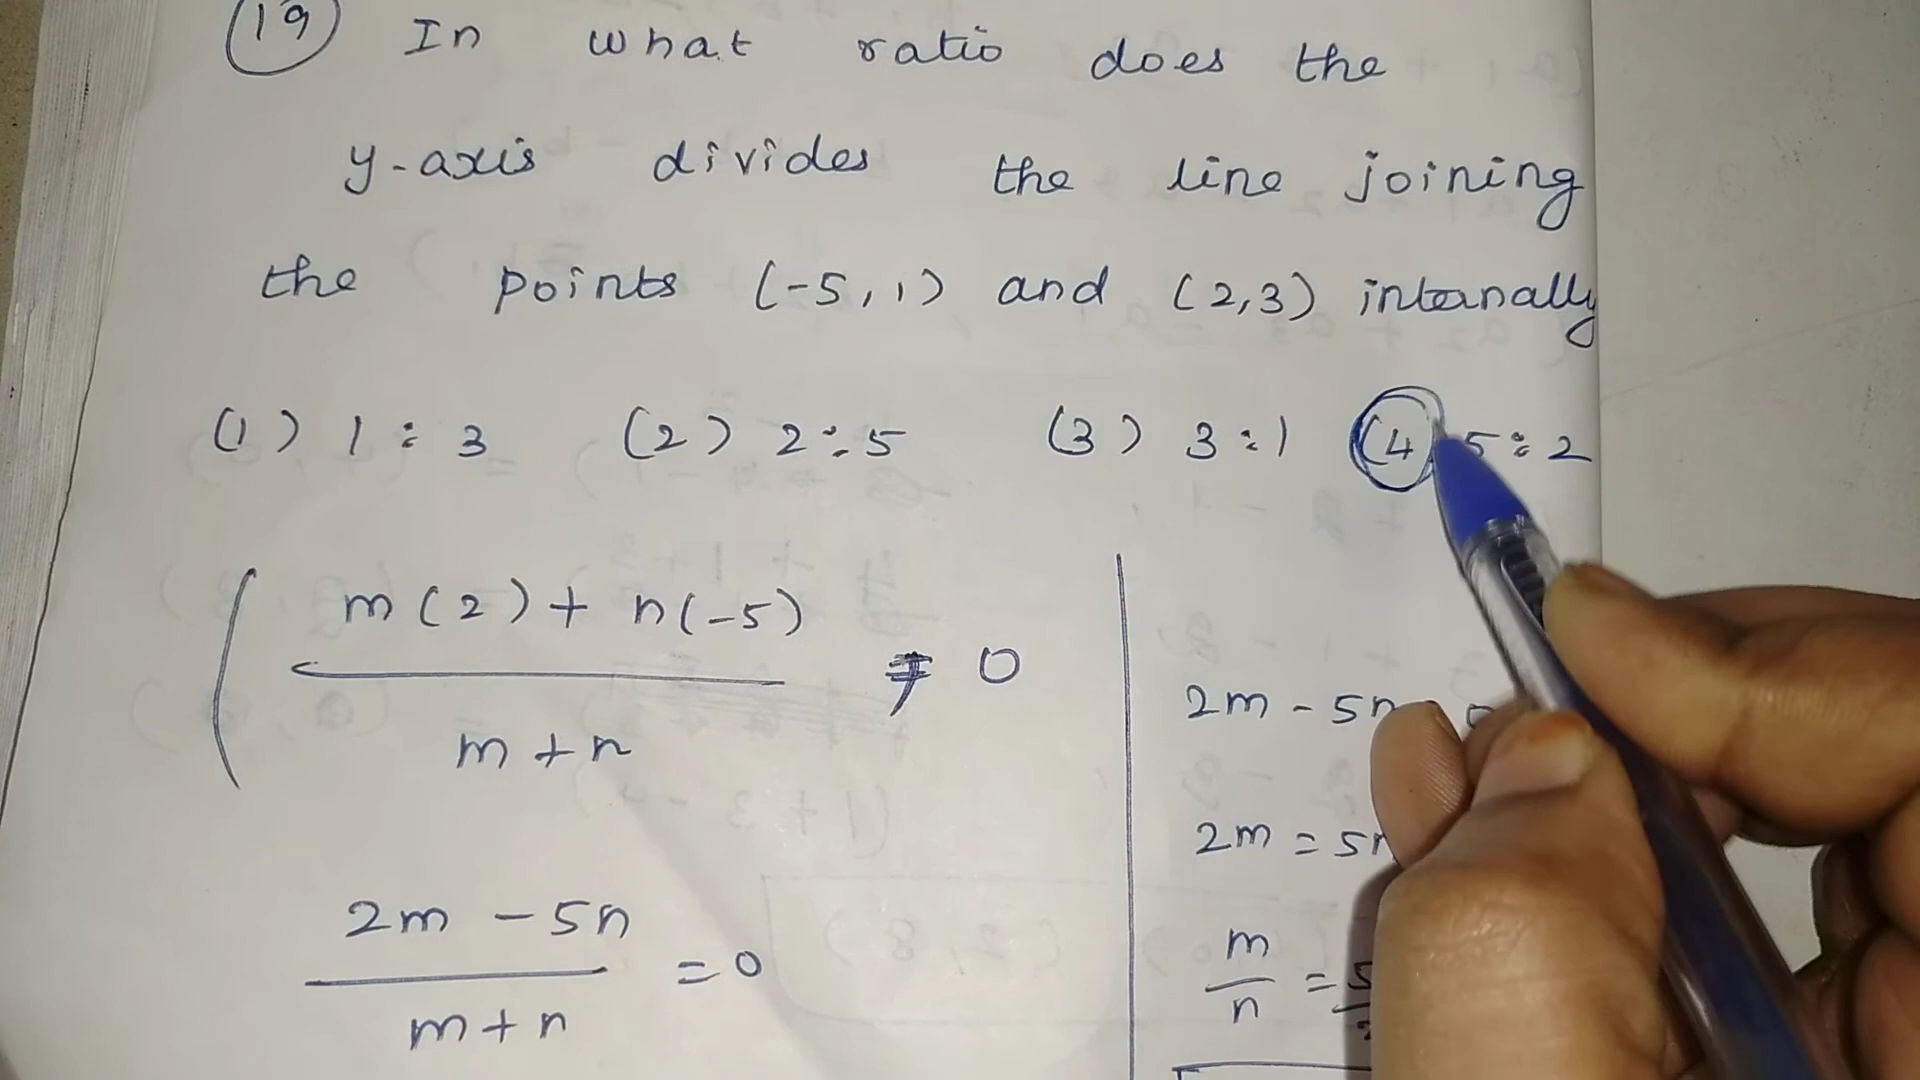 (19) In what ratio does the
y-axis divides the line joining
the points (-5,1) and (2,3) internally
(1) 1:3 (2) 2:5 (3) 3:1 (4) 5:2
( m(2) + n(-5)
m + n
= 0
2m - 5n
m + n
= 0
2m - 5n
2m = 5n
m
n
=